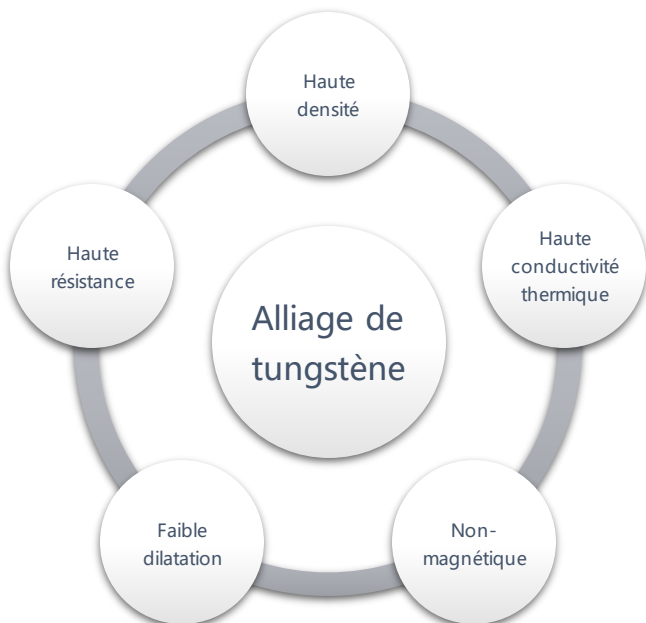 Haute
densité
Haute
conductivité
thermique
Non-
magnétique
Faible
dilatation
Haute
résistance
Alliage de
tungstène